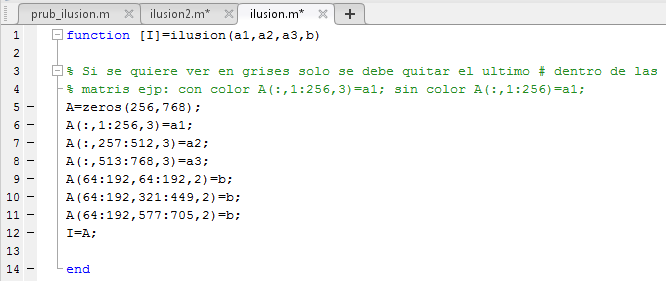 prub_ilusion.m × ilusion2.m* × ilusion.m* × +
1 function [I]=ilusion(a1,a2,a3,b)
2
3 % Si se quiere ver en grises solo se debe quitar el ultimo # dentro de las
4 % matris ejp: con color A(:,1:256,3)=a1; sin color A(:,1:256)=a1;
5 – A=zeros(256,768);
6 – A(:,1:256,3)=a1;
7 – A(:,257:512,3)=a2;
8 – A(:,513:768,3)=a3;
9 – A(64:192,64:192,2)=b;
10 – A(64:192,321:449,2)=b;
11 – A(64:192,577:705,2)=b;
12 – I=A;
13
14 – end